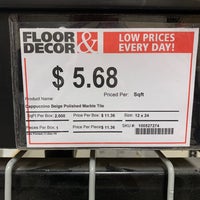 FLOOR & DECOR
LOW PRICES
EVERY DAY!
$ 5.68
Priced Per: Sqft
Product Name
Cappuccino Beige Polished Marble Tile
Sqft Per Box: 2.000 Price Per Box: $ 11.36 Size: 12 x 24
Pieces Per Box: 1 Price Per Piece: $ 11.36 SKU #: 100527274